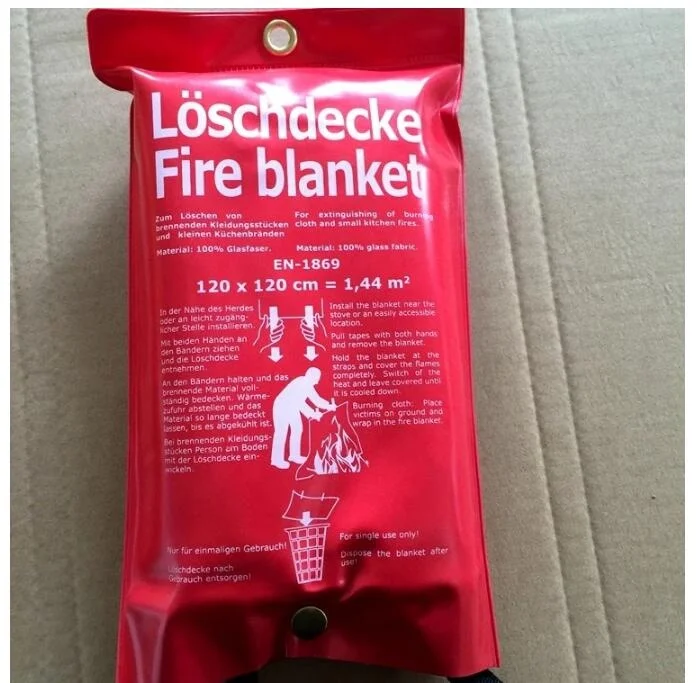 Löschdecke
Fire blanket
Zum Löschen von
brennenden Kleidungsstücken
und kleinen Küchenbränden
For extinguishing of burning
cloth and small kitchen fires.
Material: 100% Glasfaser.
Material: 100% glass fabric.
EN-1869
120 x 120 cm = 1,44 m²
In der Nähe des Herdes
oder an leicht zugäng-
licher Stelle installieren.
Mit beiden Händen an
den Bändern ziehen
und die Löschdecke
entnehmen.
An den Bändern halten und das
brennende Material voll-
ständig bedecken. Wärme-
zufuhr abstellen und das
Material so lange bedeckt
lassen, bis es abgekühlt ist.
Bei brennenden Kleidungs-
stücken Person am Boden
mit der Löschdecke ein-
wickeln.
Install the blanket near the
stove or an easily accessible
location.
Pull tapes with both hands
and remove the blanket.
Hold the blanket at the
straps and cover the flames
completely. Switch of the
heat and leave covered until
it is cooled down.
Burning cloth: Place
victims on ground and
wrap in the fire blanket.
Nur für einmaligen Gebrauch!
Löschdecke nach
Gebrauch entsorgen!
For single use only!
Dispose the blanket after
use!